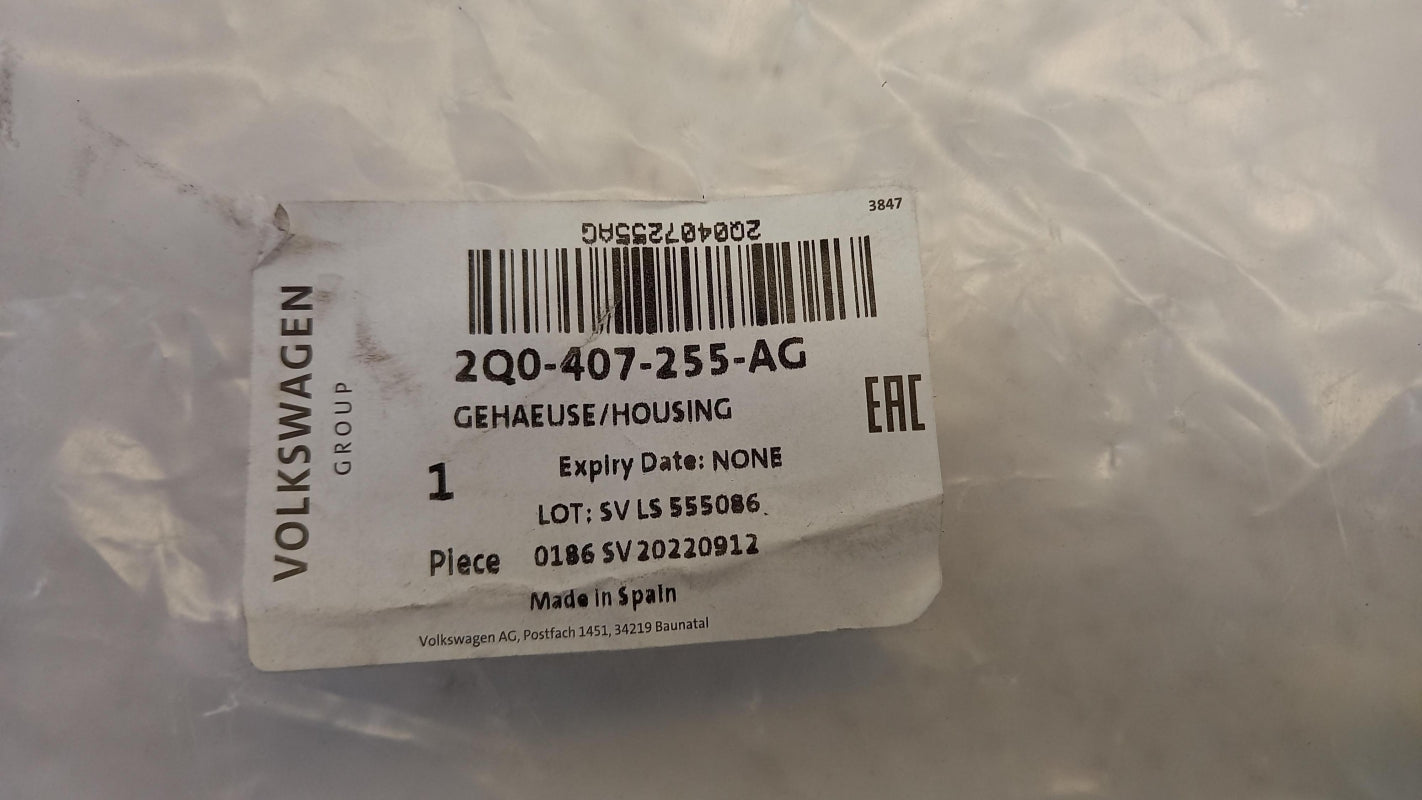 3847
2Q0407255AG
2Q0-407-255-AG
GEHAEUSE/HOUSING
EAC
1
Expiry Date: NONE
LOT: SV LS 555086
Piece 0186 SV 20220912
Made in Spain
Volkswagen AG, Postfach 1451, 34219 Baunatal
VOLKSWAGEN
GROUP